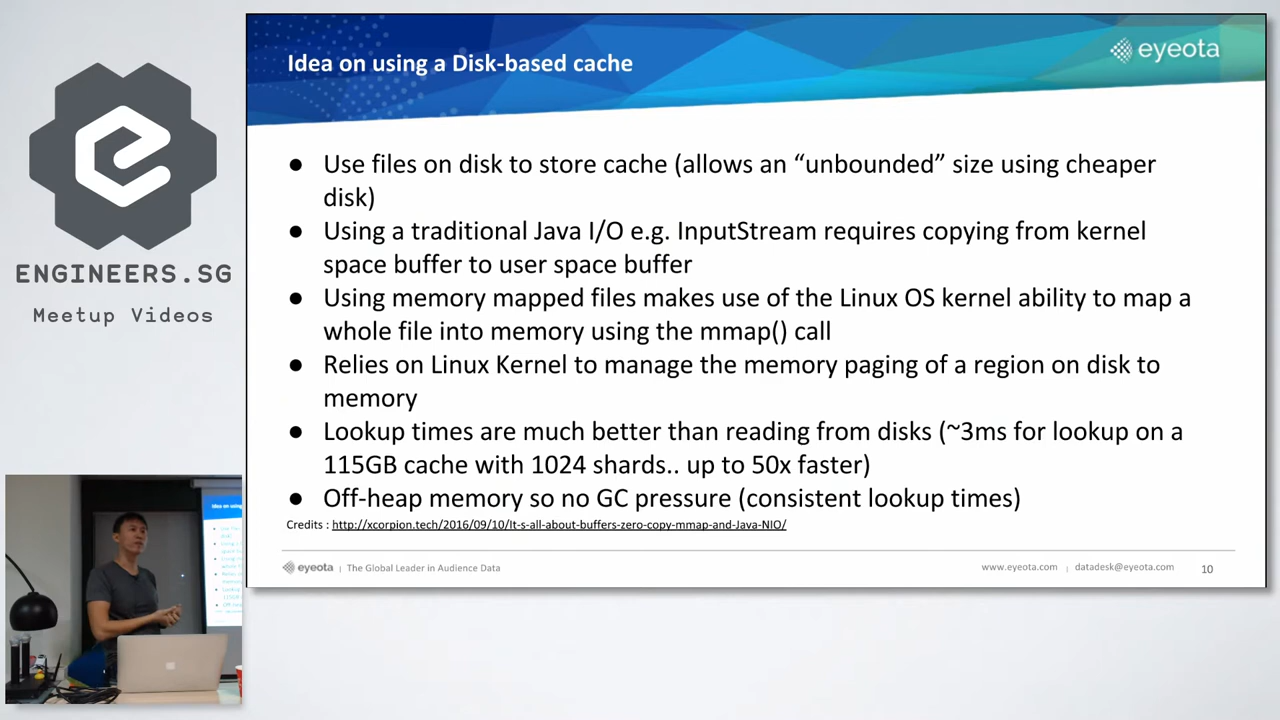 Idea on using a Disk-based cache
eyeota
● Use files on disk to store cache (allows an “unbounded” size using cheaper
disk)
● Using a traditional Java I/O e.g. InputStream requires copying from kernel
space buffer to user space buffer
● Using memory mapped files makes use of the Linux OS kernel ability to map a
whole file into memory using the mmap() call
● Relies on Linux Kernel to manage the memory paging of a region on disk to
memory
● Lookup times are much better than reading from disks (~3ms for lookup on a
115GB cache with 1024 shards.. up to 50x faster)
● Off-heap memory so no GC pressure (consistent lookup times)
Credits : http://xcorpion.tech/2016/09/10/It-s-all-about-buffers-zero-copy-mmap-and-Java-NIO/
eyeota | The Global Leader in Audience Data
www.eyeota.com | datadesk@eyeota.com 10
ENGINEERS.SG
Meetup Videos
Idea on using